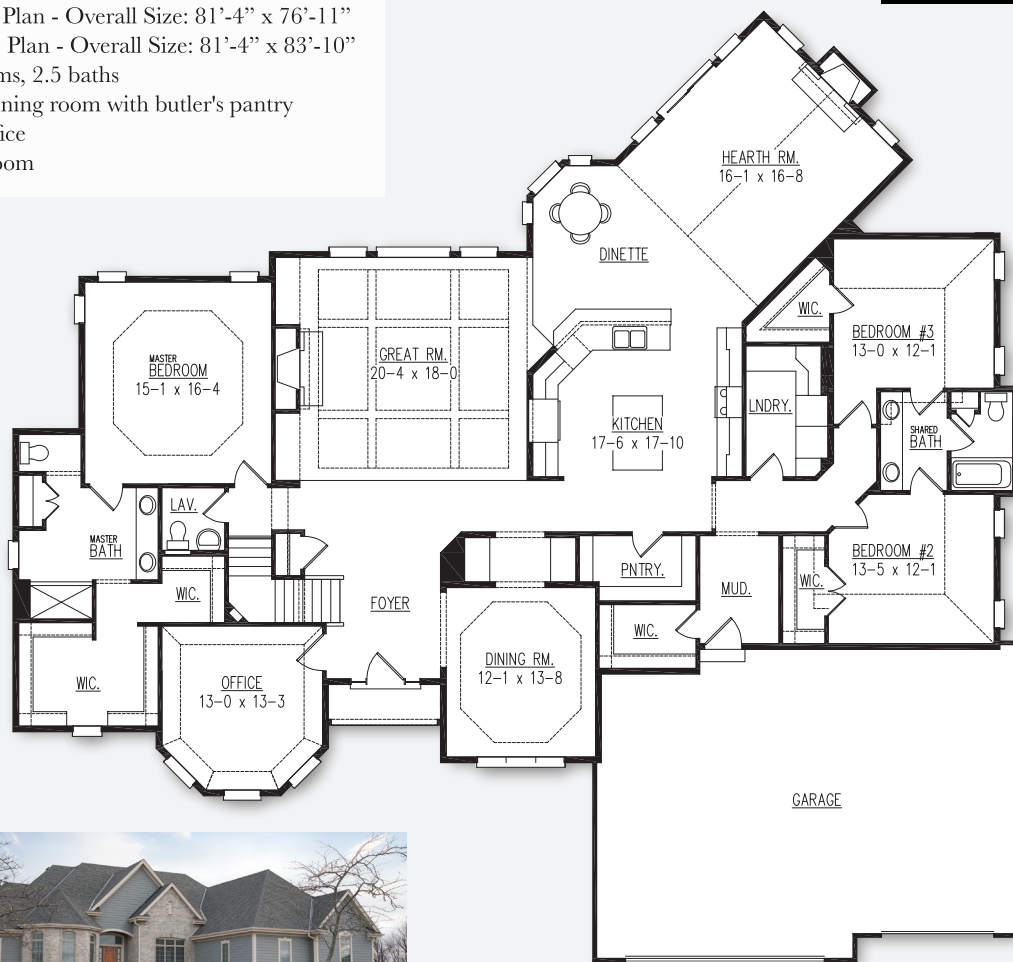 Plan - Overall Size: 81’-4” x 76’-11”
Plan - Overall Size: 81’-4” x 83’-10”
ms, 2.5 baths
ning room with butler's pantry
fice
oom
HEARTH RM.
16-1 x 16-8
DINETTE
WIC.
BEDROOM #3
13-0 x 12-1
MASTER
BEDROOM
15-1 x 16-4
GREAT RM.
20-4 x 18-0
KITCHEN
17-6 x 17-10
LNDRY.
SHARED
BATH
LAV.
MASTER
BATH
WIC.
FOYER
PNTRY.
MUD.
WIC.
BEDROOM #2
13-5 x 12-1
WIC.
DINING RM.
12-1 x 13-8
WIC.
OFFICE
13-0 x 13-3
GARAGE